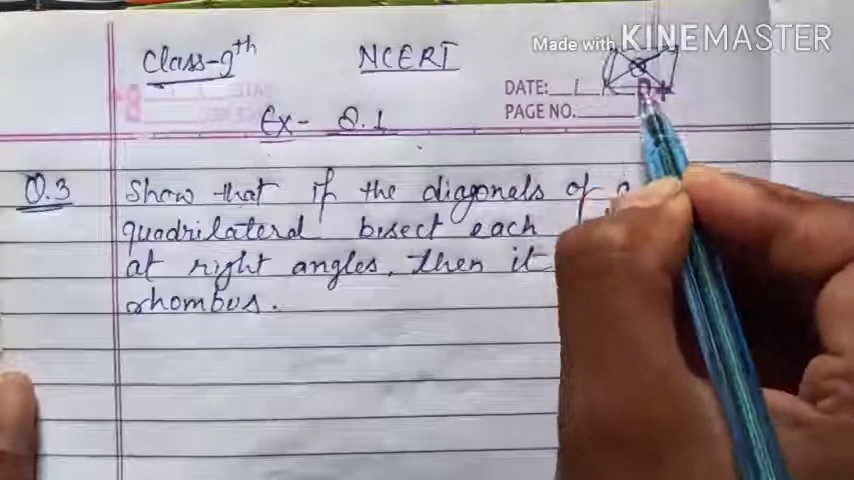 Made with KINEMASTER
Class-9th NCERT
DATE:
PAGE NO.
Ex- 8.1
Q.3 Show that if the diagonals of a
quadrilateral bisect each
at right angles, then it
rhombus.